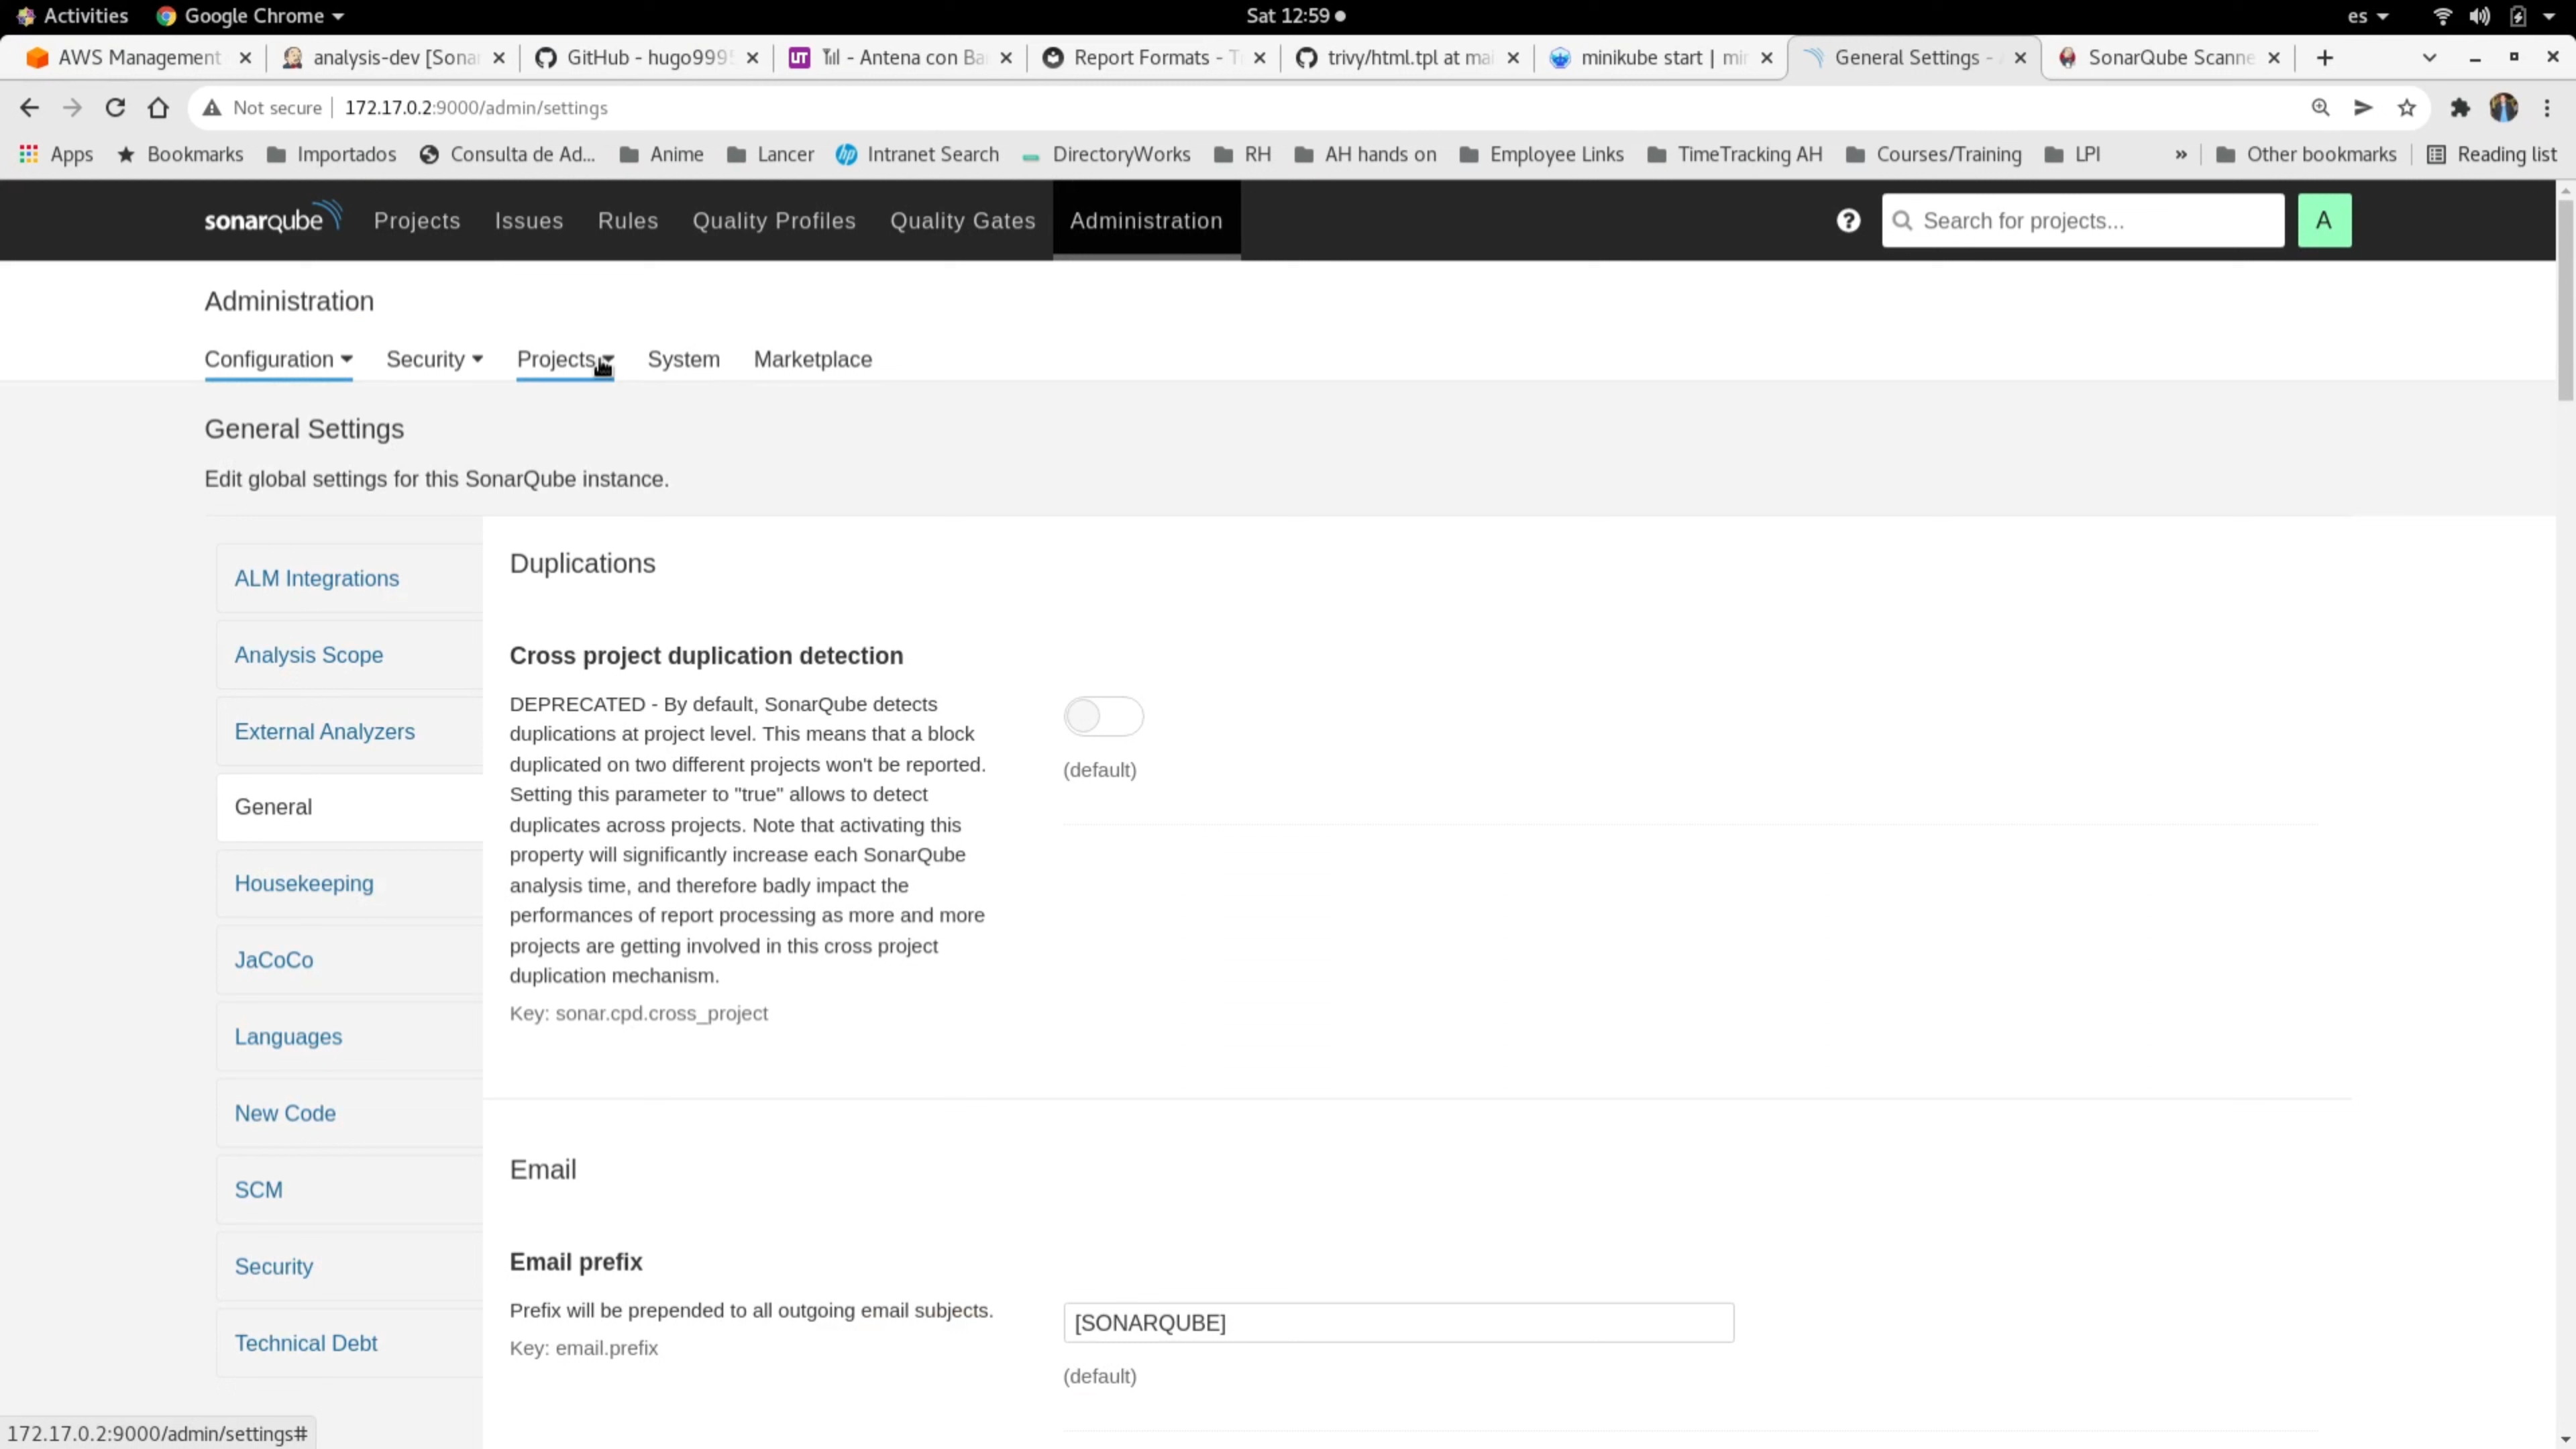 Activities Google Chrome Sat 12:59 es
AWS Management analysis-dev [Sona GitHub - hugo999 - Antena con Ba Report Formats - T trivy/html.tpl at mai minikube start | mi General Settings - SonarQube Scanne
Not secure 172.17.0.2:9000/admin/settings
Apps Bookmarks Importados Consulta de Ad... Anime Lancer Intranet Search DirectoryWorks RH AH hands on Employee Links TimeTracking AH Courses/Training LPI » Other bookmarks Reading list
sonarqube Projects Issues Rules Quality Profiles Quality Gates Administration Search for projects... A
Administration
Configuration Security Projects System Marketplace
General Settings
Edit global settings for this SonarQube instance.
ALM Integrations
Analysis Scope
External Analyzers
General
Housekeeping
JaCoCo
Languages
New Code
SCM
Security
Technical Debt
Duplications
Cross project duplication detection
DEPRECATED - By default, SonarQube detects
duplications at project level. This means that a block
duplicated on two different projects won't be reported.
Setting this parameter to "true" allows to detect
duplicates across projects. Note that activating this
property will significantly increase each SonarQube
analysis time, and therefore badly impact the
performances of report processing as more and more
projects are getting involved in this cross project
duplication mechanism.
Key: sonar.cpd.cross_project
(default)
Email
Email prefix
Prefix will be prepended to all outgoing email subjects.
Key: email.prefix
[SONARQUBE]
(default)
172.17.0.2:9000/admin/settings#